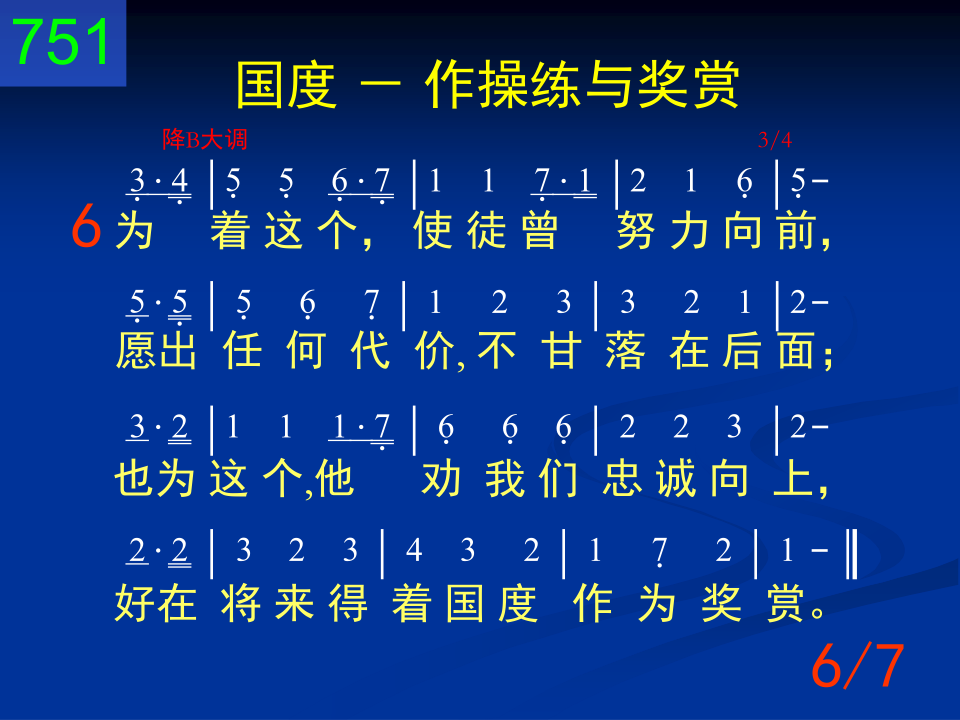 751
国度 － 作操练与奖赏
降B大调 3/4
3·4 | 5 5 6·7 | 1 1 7·1 | 2 1 6 | 5-
6 为 着 这 个, 使 徒 曾 努 力 向 前,
5·5 | 5 6 7 | 1 2 3 | 3 2 1 | 2-
愿出 任 何 代 价, 不 甘 落 在 后 面;
3·2 | 1 1 1·7 | 6 6 6 | 2 2 3 | 2-
也为 这 个,他 劝 我 们 忠 诚 向 上,
2·2 | 3 2 3 | 4 3 2 | 1 7 2 | 1 - ‖
好在 将 来 得 着 国 度 作 为 奖 赏。
6/7